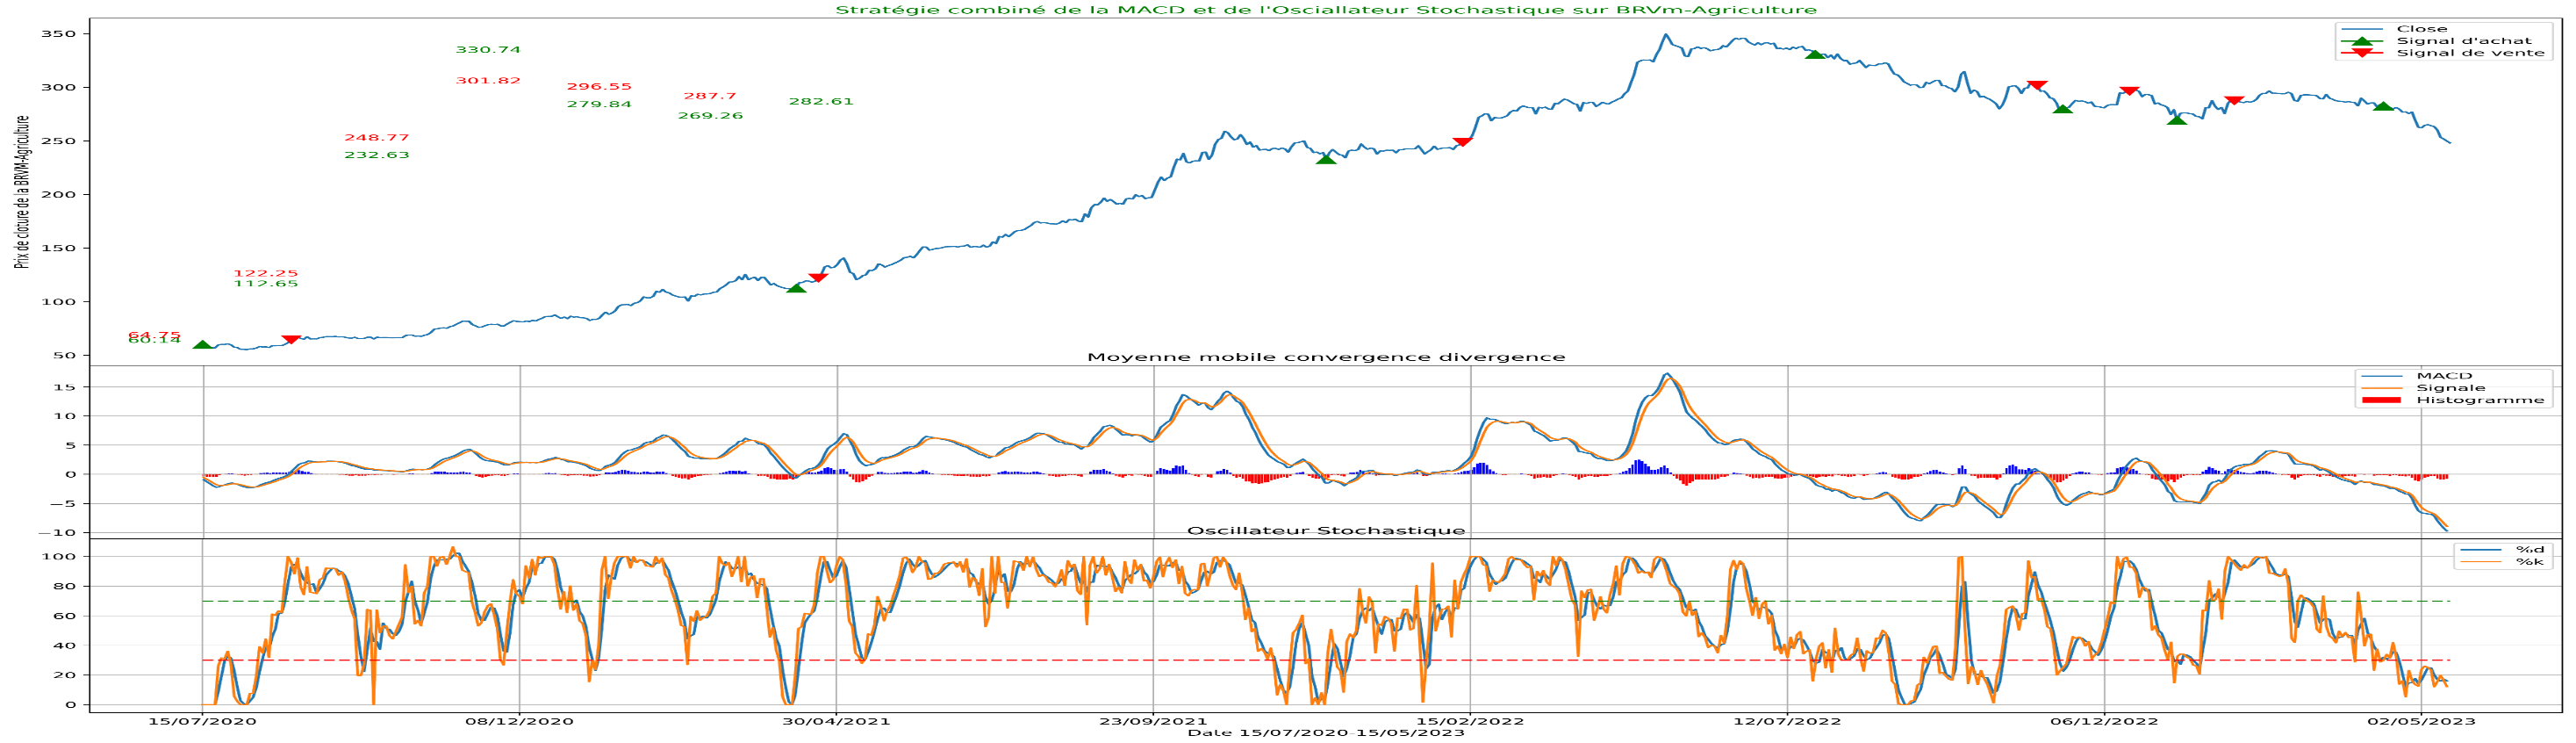 Stratégie combiné de la MACD et de l'Osciallateur Stochastique sur BRVm-Agriculture
Prix de cloture de la BRVM-Agriculture
350
300
250
200
150
100
50
Close
Signal d'achat
Signal de vente
330.74
301.82
296.55
279.84
287.7
269.26
282.61
248.77
232.63
122.25
112.65
64.75
60.14
Moyenne mobile convergence divergence
15
10
5
0
−5
−10
MACD
Signale
Histogramme
Oscillateur Stochastique
100
80
60
40
20
0
%d
%k
15/07/2020 08/12/2020 30/04/2021 23/09/2021 15/02/2022 12/07/2022 06/12/2022 02/05/2023
Date 15/07/2020-15/05/2023